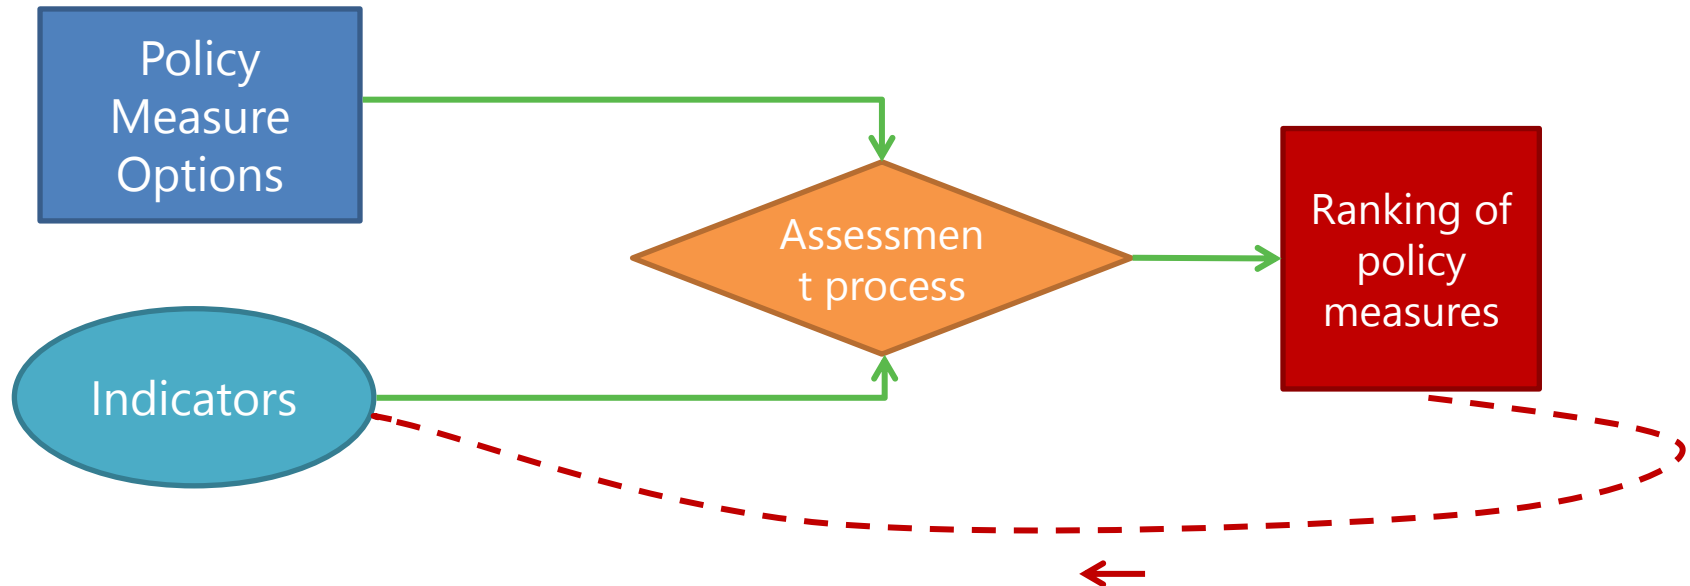 Policy
Measure
Options
Assessmen
t process
Ranking of
policy
measures
Indicators